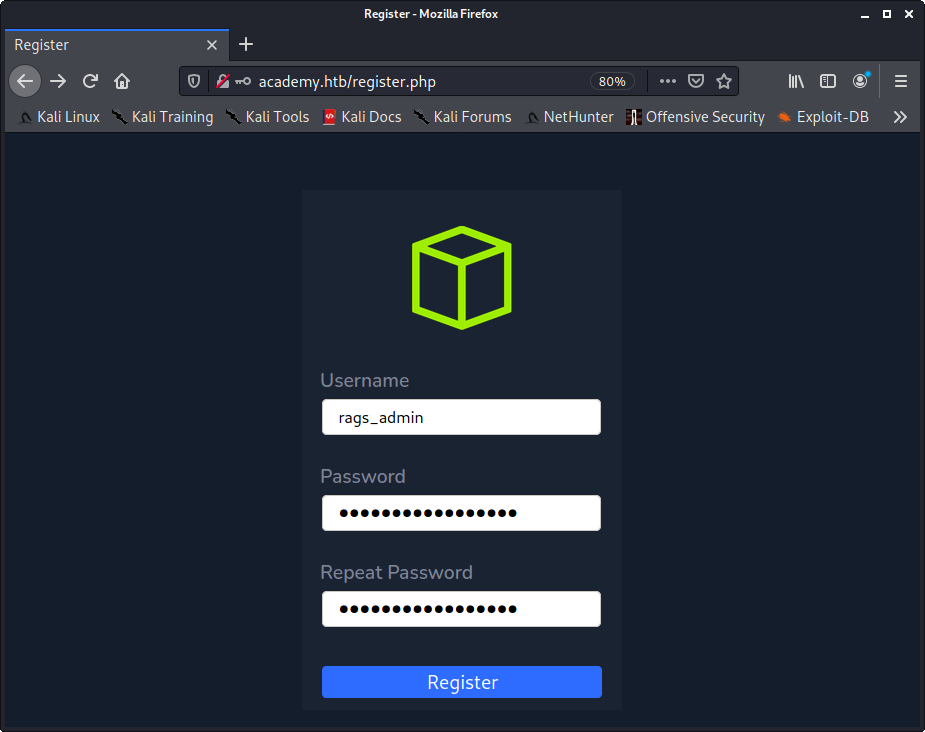 Register - Mozilla Firefox
Register
academy.htb/register.php 80%
Kali Linux Kali Training Kali Tools Kali Docs Kali Forums NetHunter Offensive Security Exploit-DB
Username
rags_admin
Password
•••••••••••••••••
Repeat Password
•••••••••••••••••
Register